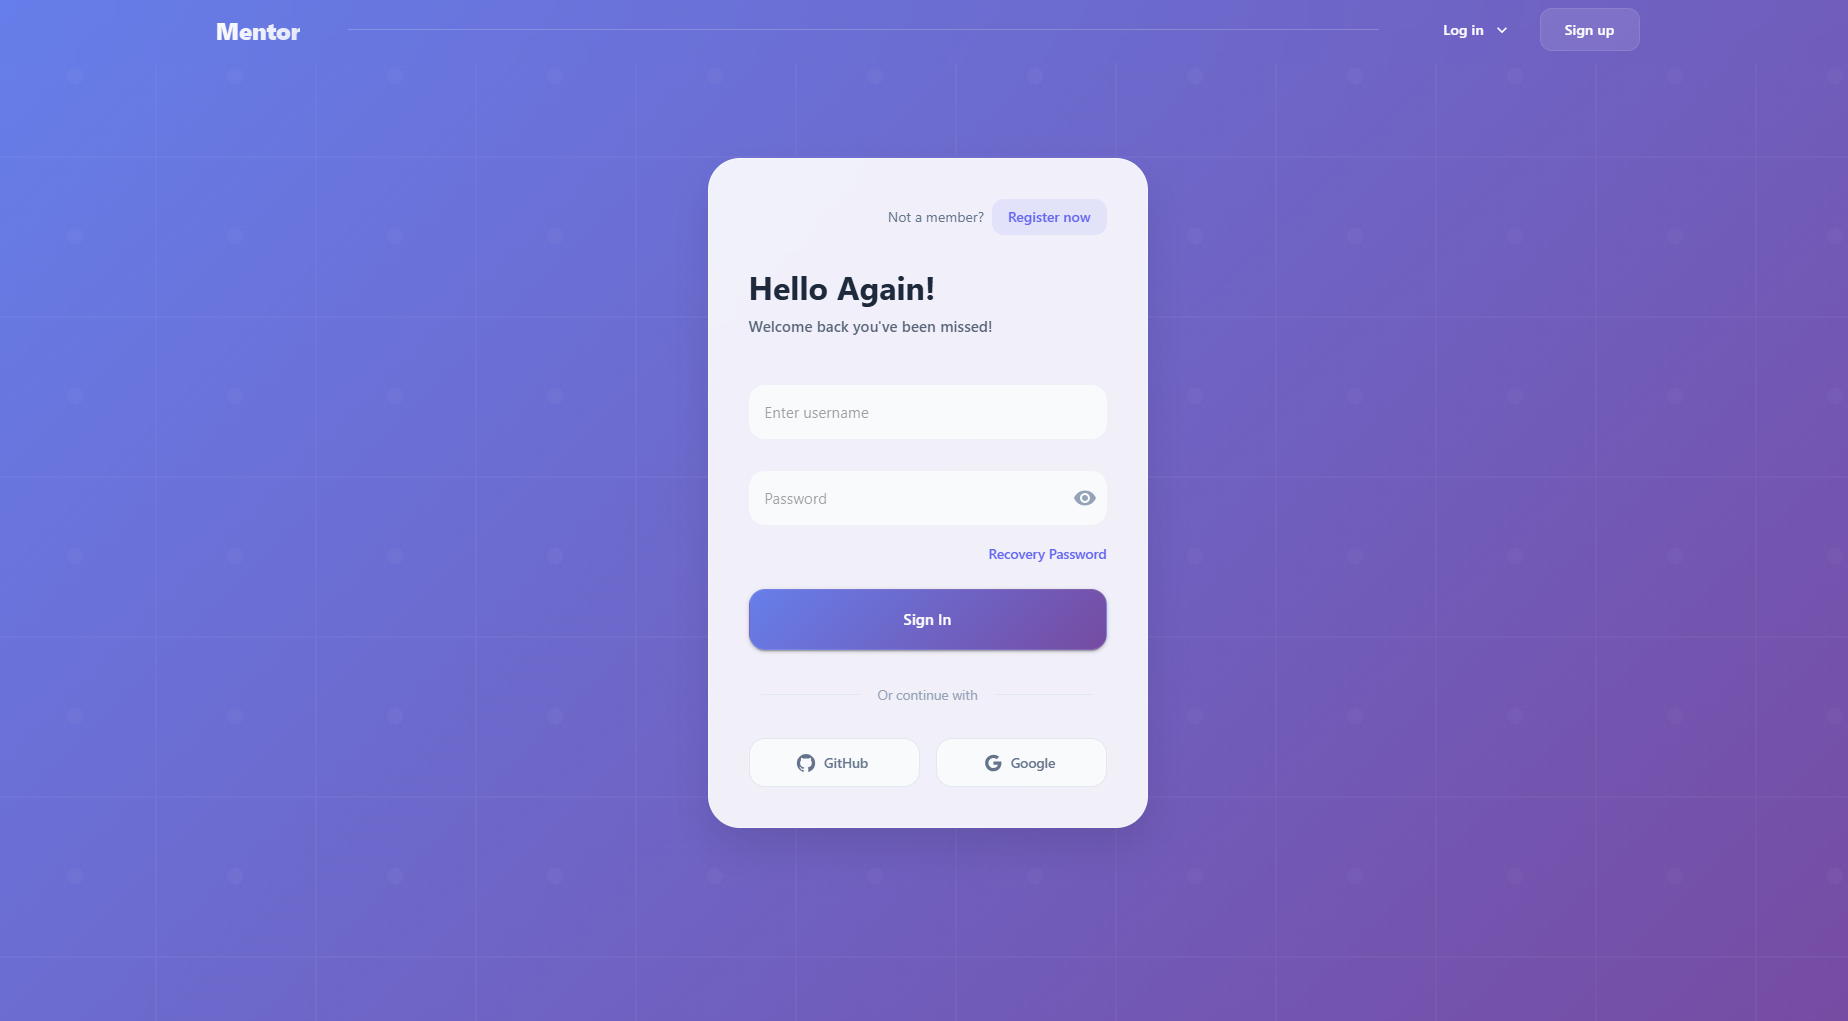 Mentor
Log in
Sign up
Not a member? Register now
Hello Again!
Welcome back you've been missed!
Enter username
Password
Recovery Password
Sign In
Or continue with
GitHub
Google